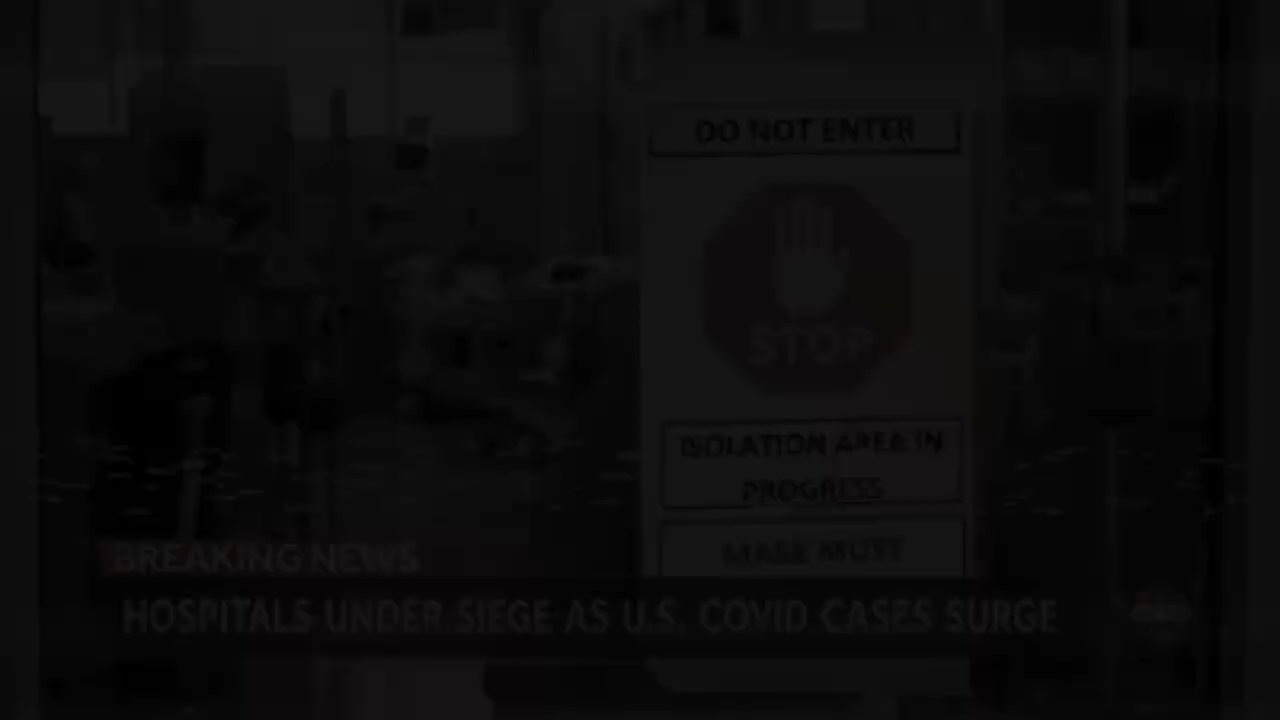 DO NOT ENTER
STOP
ISOLATION AREA IN
PROGRESS
MASK MUST
BREAKING NEWS
HOSPITALS UNDER SIEGE AS U.S. COVID CASES SURGE